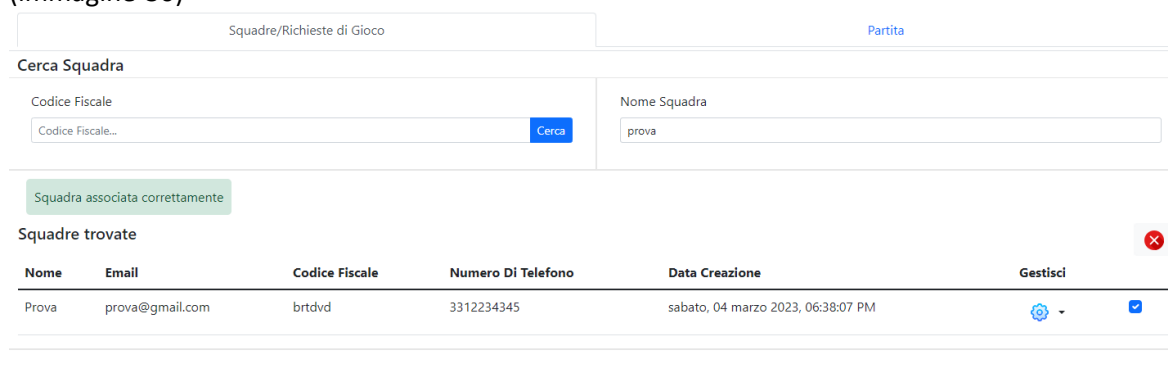 Squadre/Richieste di Gioco
Partita
Cerca Squadra
Codice Fiscale
Nome Squadra
Codice Fiscale...
Cerca
prova
Squadra associata correttamente
Squadre trovate
Nome Email Codice Fiscale Numero Di Telefono Data Creazione Gestisci
Prova prova@gmail.com brtdvd 3312234345 sabato, 04 marzo 2023, 06:38:07 PM